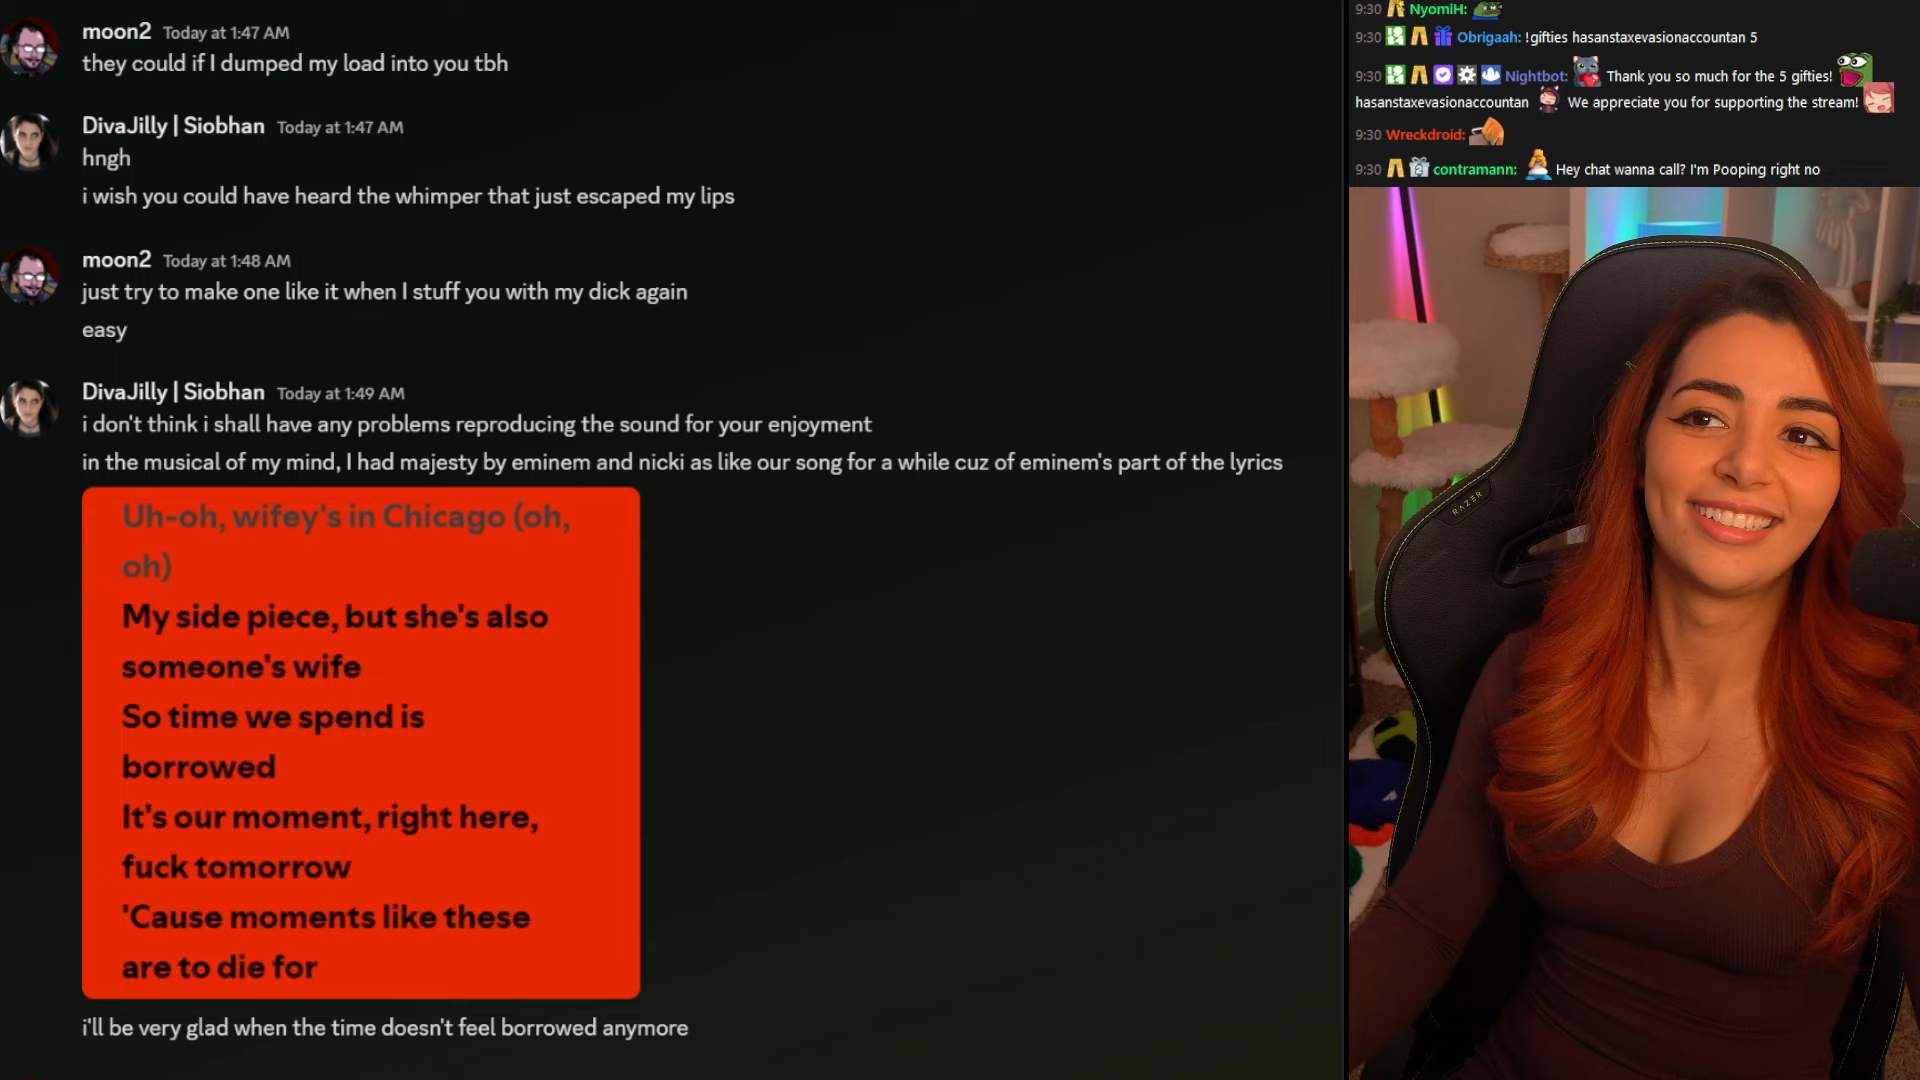 moon2 Today at 1:47 AM
they could if I dumped my load into you tbh
DivaJilly | Siobhan Today at 1:47 AM
hngh
i wish you could have heard the whimper that just escaped my lips
moon2 Today at 1:48 AM
just try to make one like it when I stuff you with my dick again
easy
DivaJilly | Siobhan Today at 1:49 AM
i don't think i shall have any problems reproducing the sound for your enjoyment
in the musical of my mind, I had majesty by eminem and nicki as like our song for a while cuz of eminem's part of the lyrics
Uh-oh, wifey's in Chicago (oh,
oh)
My side piece, but she's also
someone's wife
So time we spend is
borrowed
It's our moment, right here,
fuck tomorrow
'Cause moments like these
are to die for
i'll be very glad when the time doesn't feel borrowed anymore
9:30 NyomiH:
9:30 Obrigaah: !gifties hasanstaxevasionaccountan 5
9:30 Nightbot: Thank you so much for the 5 gifties!
hasanstaxevasionaccountan We appreciate you for supporting the stream!
9:30 Wreckdroid:
9:30 2 contramann: Hey chat wanna call? I'm Pooping right no
RAZER